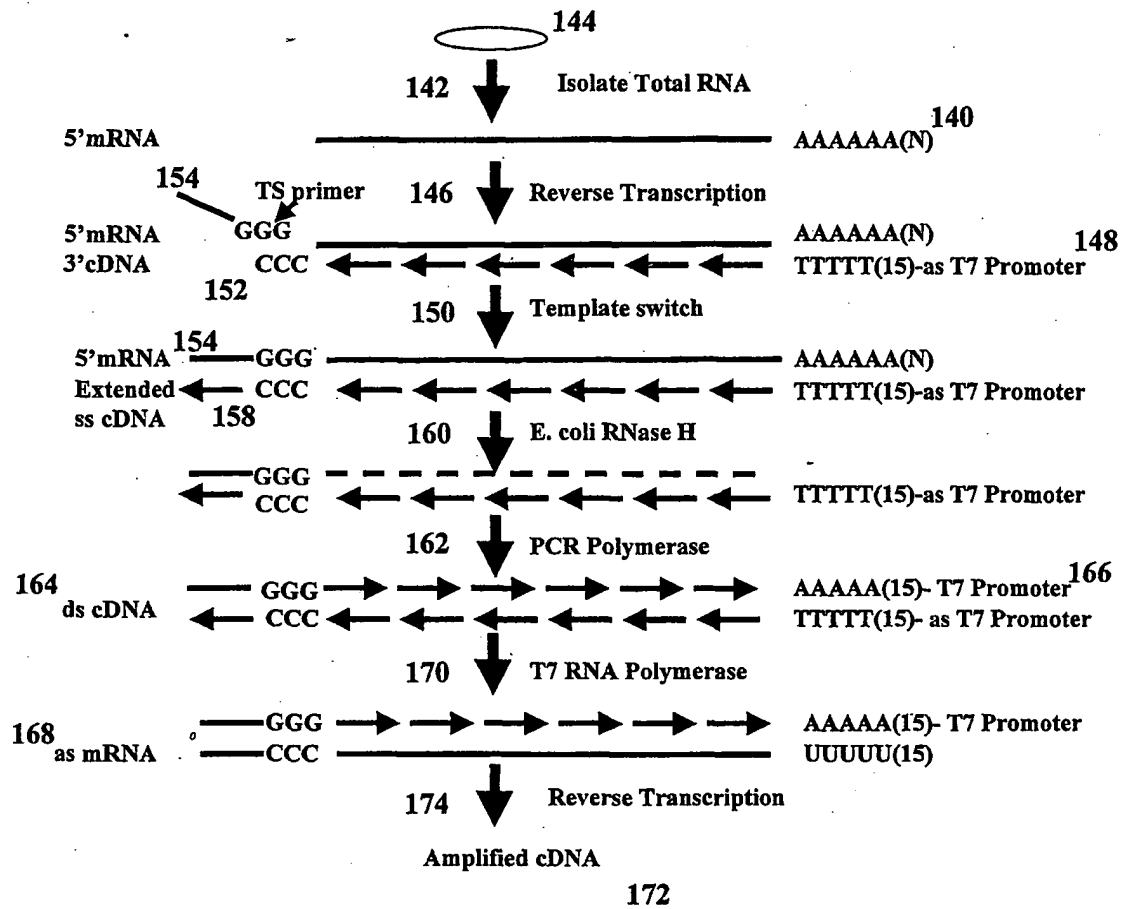 144
142 Isolate Total RNA
5'mRNA AAAAAA(N) 140
154 TS primer 146 Reverse Transcription
GGG
5'mRNA AAAAAA(N)
3'cDNA CCC TTTTT(15)-as T7 Promoter 148
152 150 Template switch
154
5'mRNA GGG AAAAAA(N)
Extended CCC TTTTT(15)-as T7 Promoter
ss cDNA 158
160 E. coli RNase H
GGG
CCC TTTTT(15)-as T7 Promoter
162 PCR Polymerase
164 GGG AAAAA(15)- T7 Promoter 166
ds cDNA CCC TTTTT(15)- as T7 Promoter
170 T7 RNA Polymerase
GGG AAAAA(15)- T7 Promoter
168 as mRNA CCC UUUUU(15)
174 Reverse Transcription
Amplified cDNA
172